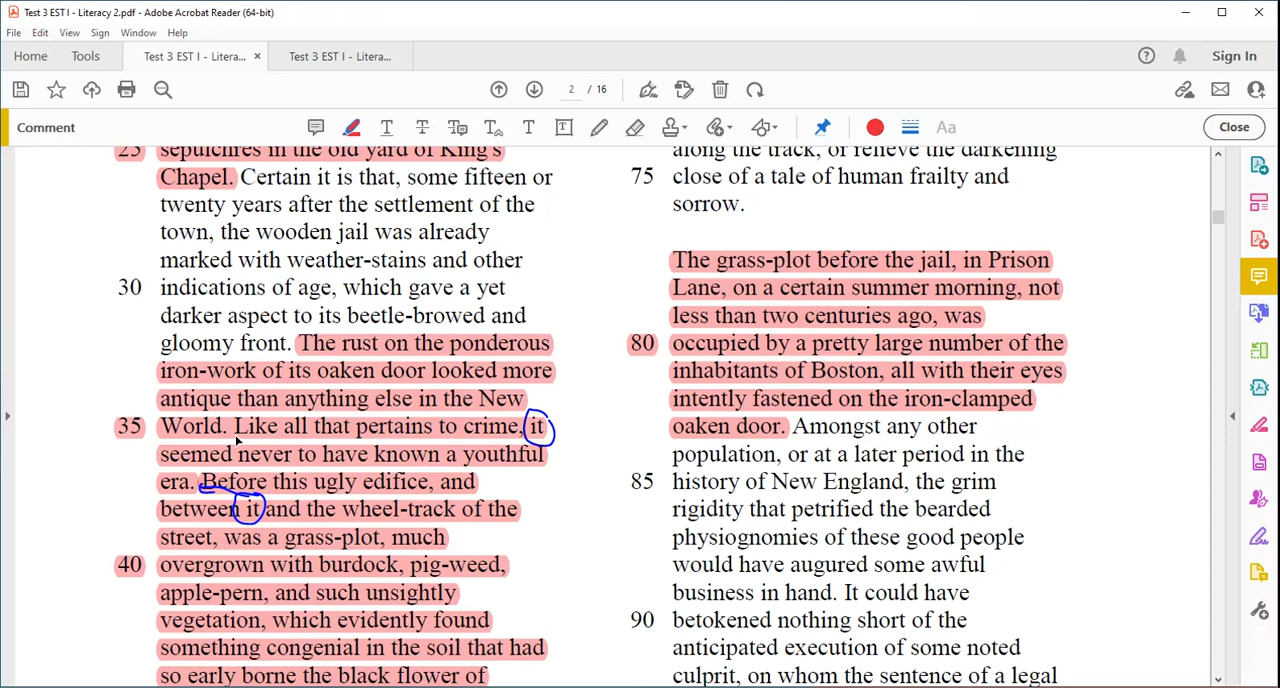 Test 3 EST I - Literacy 2.pdf - Adobe Acrobat Reader (64-bit)
File Edit View Sign Window Help
Home Tools Test 3 EST I - Litera... × Test 3 EST I - Litera... Sign In
2 / 16
Comment Aa Close
25 sepulchres in the old yard of King's
Chapel. Certain it is that, some fifteen or
twenty years after the settlement of the
town, the wooden jail was already
marked with weather-stains and other
30 indications of age, which gave a yet
darker aspect to its beetle-browed and
gloomy front. The rust on the ponderous
iron-work of its oaken door looked more
antique than anything else in the New
35 World. Like all that pertains to crime, it
seemed never to have known a youthful
era. Before this ugly edifice, and
between it and the wheel-track of the
street, was a grass-plot, much
40 overgrown with burdock, pig-weed,
apple-pern, and such unsightly
vegetation, which evidently found
something congenial in the soil that had
so early borne the black flower of
along the track, or relieve the darkening
75 close of a tale of human frailty and
sorrow.
The grass-plot before the jail, in Prison
Lane, on a certain summer morning, not
less than two centuries ago, was
80 occupied by a pretty large number of the
inhabitants of Boston, all with their eyes
intently fastened on the iron-clamped
oaken door. Amongst any other
population, or at a later period in the
85 history of New England, the grim
rigidity that petrified the bearded
physiognomies of these good people
would have augured some awful
business in hand. It could have
90 betokened nothing short of the
anticipated execution of some noted
culprit, on whom the sentence of a legal